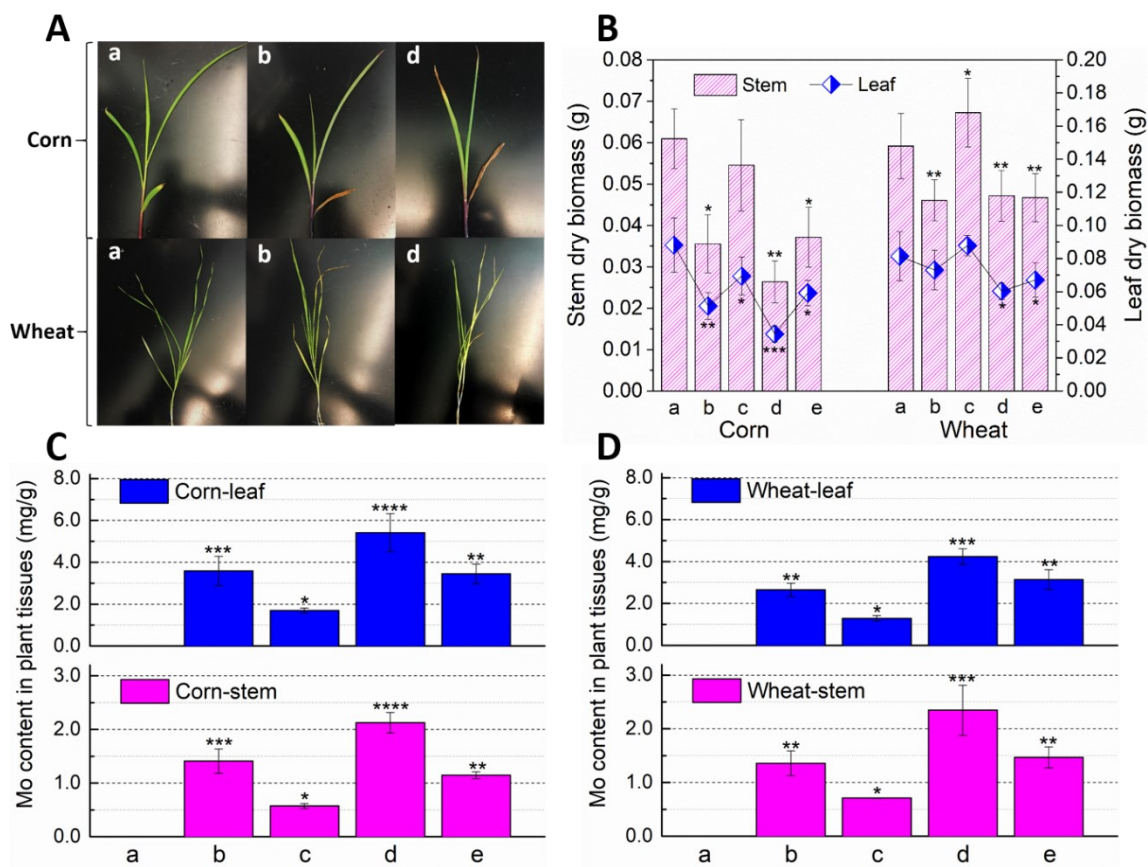 A
a
b
d
Corn
a
b
d
Wheat
B
Stem
Leaf
Stem dry biomass (g)
0.08
0.07
0.06
0.05
0.04
0.03
0.02
0.01
0.00
Leaf dry biomass (g)
0.20
0.18
0.16
0.14
0.12
0.10
0.08
0.06
0.04
0.02
0.00
* ** * ** *** * *
** * ** ** * *
a b c d e a b c d e
Corn Wheat
C
Mo content in plant tissues (mg/g)
8.0
6.0
4.0
2.0
0.0
Corn-leaf
*** * **** **
3.0
2.0
1.0
0.0
Corn-stem
*** * **** **
a b c d e
D
Mo content in plant tissues (mg/g)
8.0
6.0
4.0
2.0
0.0
Wheat-leaf
** * *** **
3.0
2.0
1.0
0.0
Wheat-stem
** * *** **
a b c d e